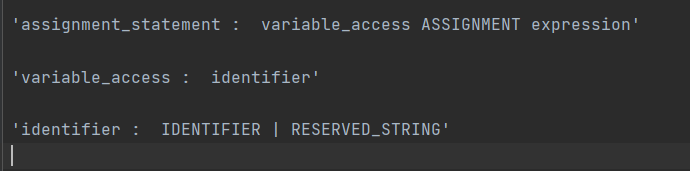 'assignment_statement :  variable_access ASSIGNMENT expression'
'variable_access :  identifier'
'identifier :  IDENTIFIER | RESERVED_STRING'